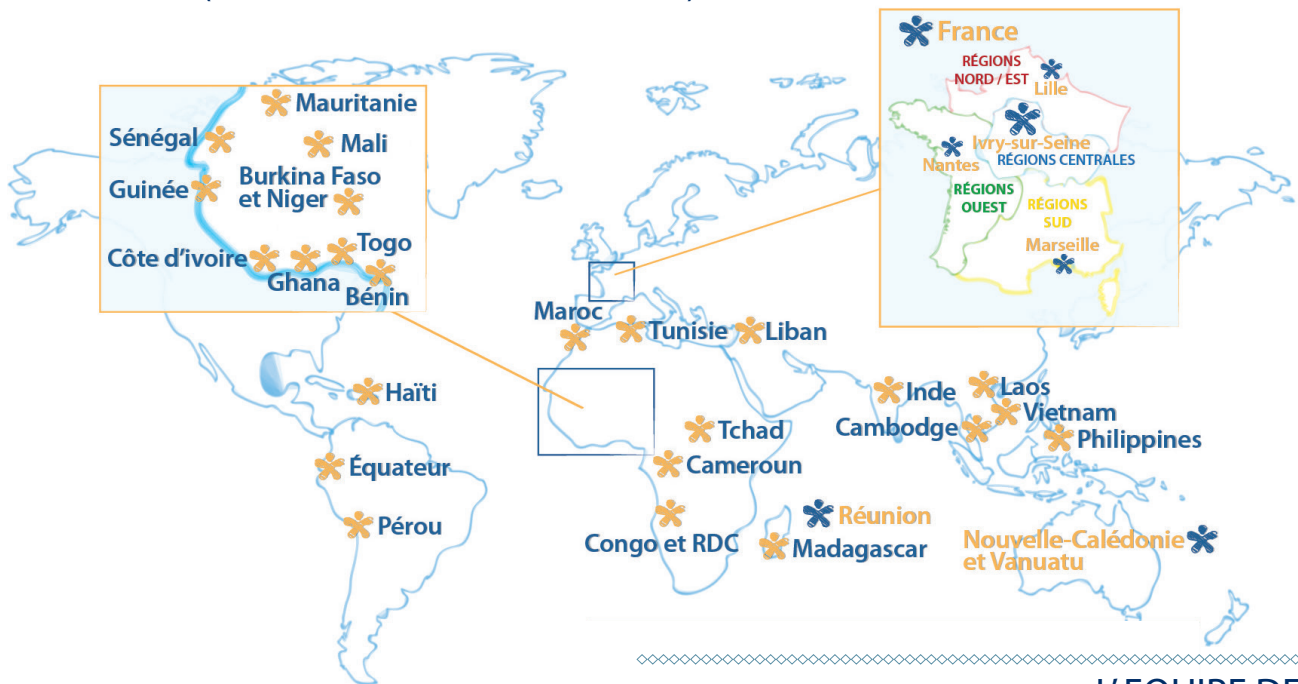 France
RÉGIONS
NORD / EST
Lille
Ivry-sur-Seine
Nantes
RÉGIONS CENTRALES
RÉGIONS
OUEST
RÉGIONS
SUD
Marseille
Mauritanie
Sénégal
Mali
Guinée
Burkina Faso
et Niger
Côte d'ivoire
Togo
Ghana
Bénin
Maroc
Tunisie
Liban
Haïti
Inde
Laos
Vietnam
Cambodge
Philippines
Tchad
Équateur
Cameroun
Pérou
Réunion
Congo et RDC
Madagascar
Nouvelle-Calédonie
et Vanuatu